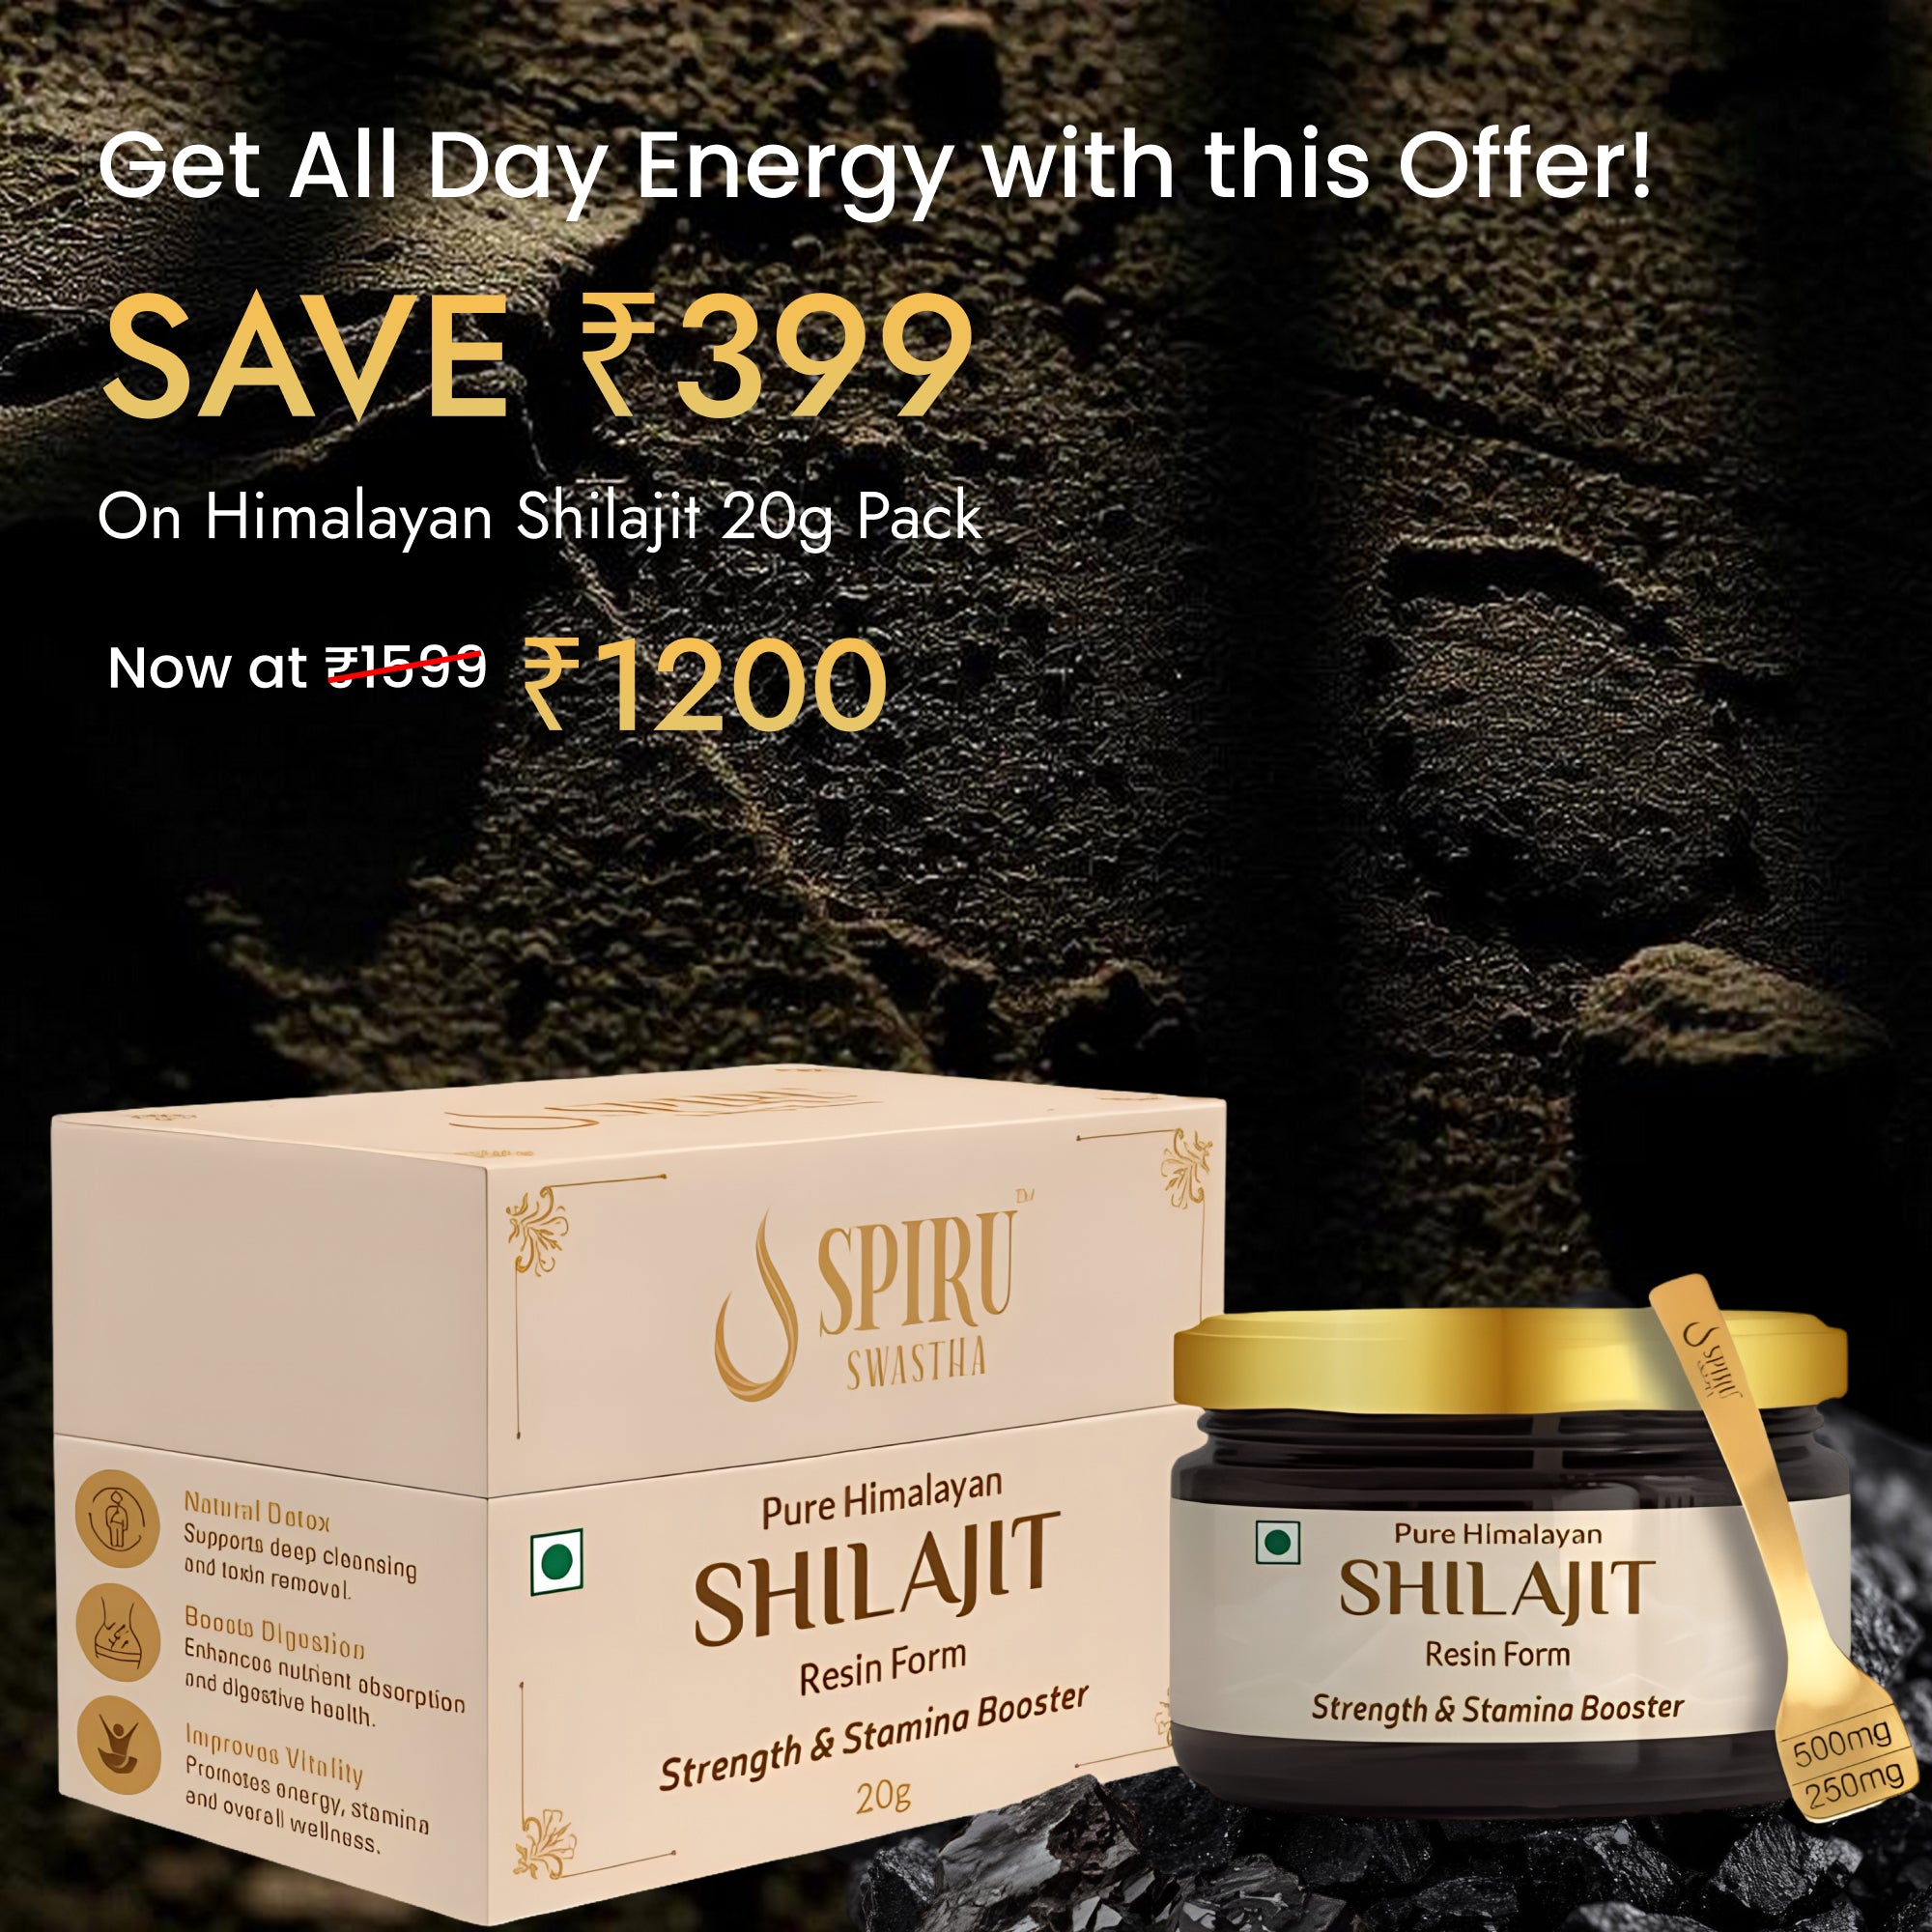 Get All Day Energy with this Offer!
SAVE ₹399
On Himalayan Shilajit 20g Pack
Now at ₹1599 ₹1200
SPIRU
SWASTHA
Pure Himalayan
SHILAJIT
Resin Form
Strength & Stamina Booster
20g
Natural Detox
Supports deep cleansing
and toxin removal.
Boosts Digestion
Enhances nutrient absorption
and digestive health.
Improves Vitality
Promotes energy, stamina
and overall wellness.
SPIRU
Pure Himalayan
SHILAJIT
Resin Form
Strength & Stamina Booster
500mg
250mg